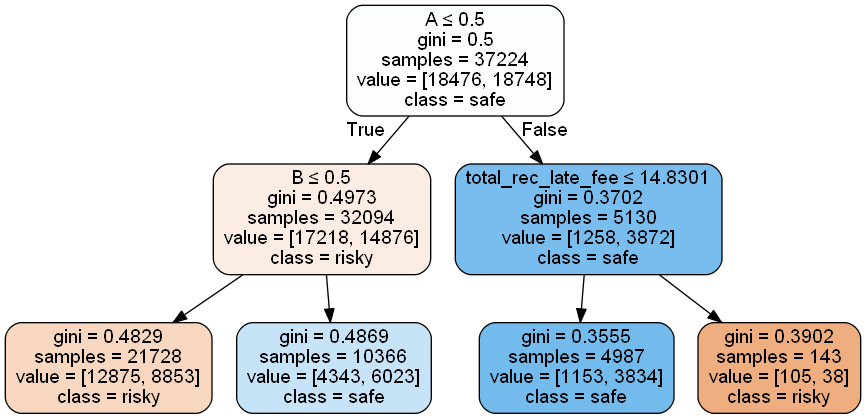 A ≤ 0.5
gini = 0.5
samples = 37224
value = [18476, 18748]
class = safe
True
False
B ≤ 0.5
gini = 0.4973
samples = 32094
value = [17218, 14876]
class = risky
total_rec_late_fee ≤ 14.8301
gini = 0.3702
samples = 5130
value = [1258, 3872]
class = safe
gini = 0.4829
samples = 21728
value = [12875, 8853]
class = risky
gini = 0.4869
samples = 10366
value = [4343, 6023]
class = safe
gini = 0.3555
samples = 4987
value = [1153, 3834]
class = safe
gini = 0.3902
samples = 143
value = [105, 38]
class = risky